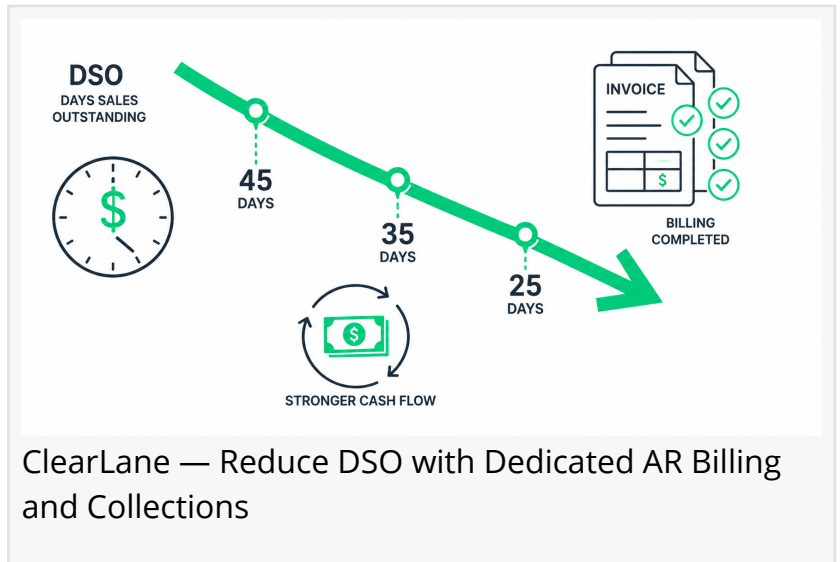 DSO
DAYS SALES
OUTSTANDING
$
45
DAYS
35
DAYS
25
DAYS
INVOICE
$
BILLING
COMPLETED
$
STRONGER CASH FLOW
ClearLane — Reduce DSO with Dedicated AR Billing
and Collections